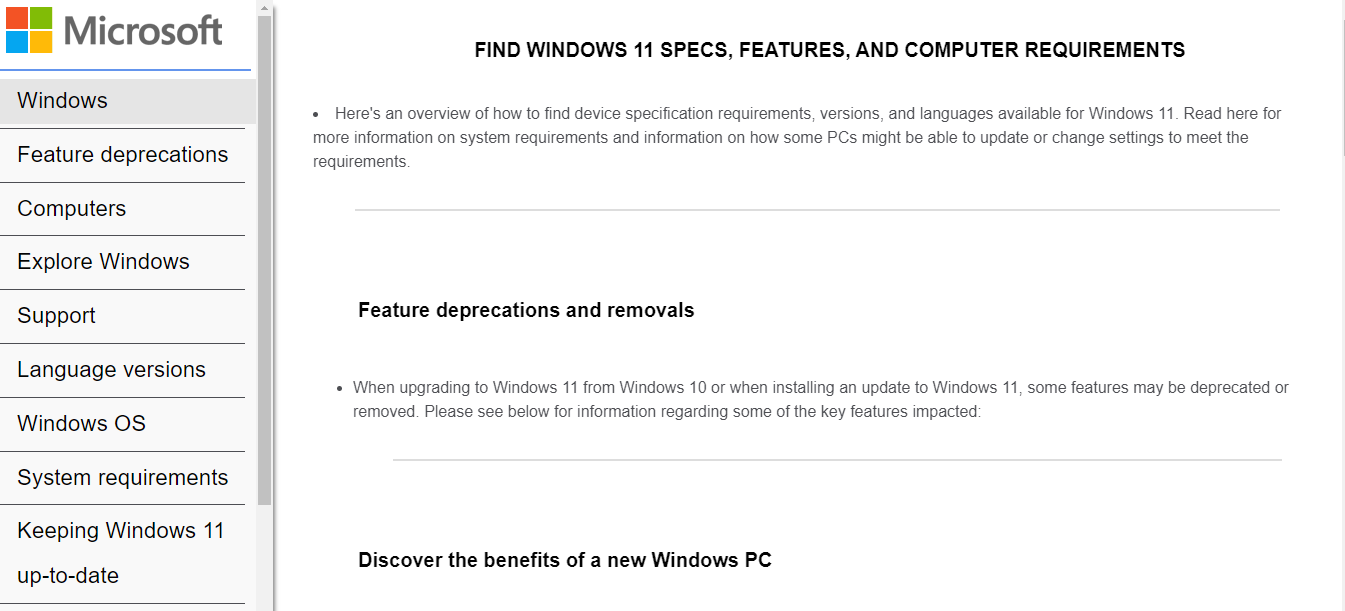 Microsoft
Windows
Feature deprecations
Computers
Explore Windows
Support
Language versions
Windows OS
System requirements
Keeping Windows 11
up-to-date
FIND WINDOWS 11 SPECS, FEATURES, AND COMPUTER REQUIREMENTS
• Here's an overview of how to find device specification requirements, versions, and languages available for Windows 11. Read here for
more information on system requirements and information on how some PCs might be able to update or change settings to meet the
requirements.
Feature deprecations and removals
• When upgrading to Windows 11 from Windows 10 or when installing an update to Windows 11, some features may be deprecated or
removed. Please see below for information regarding some of the key features impacted:
Discover the benefits of a new Windows PC